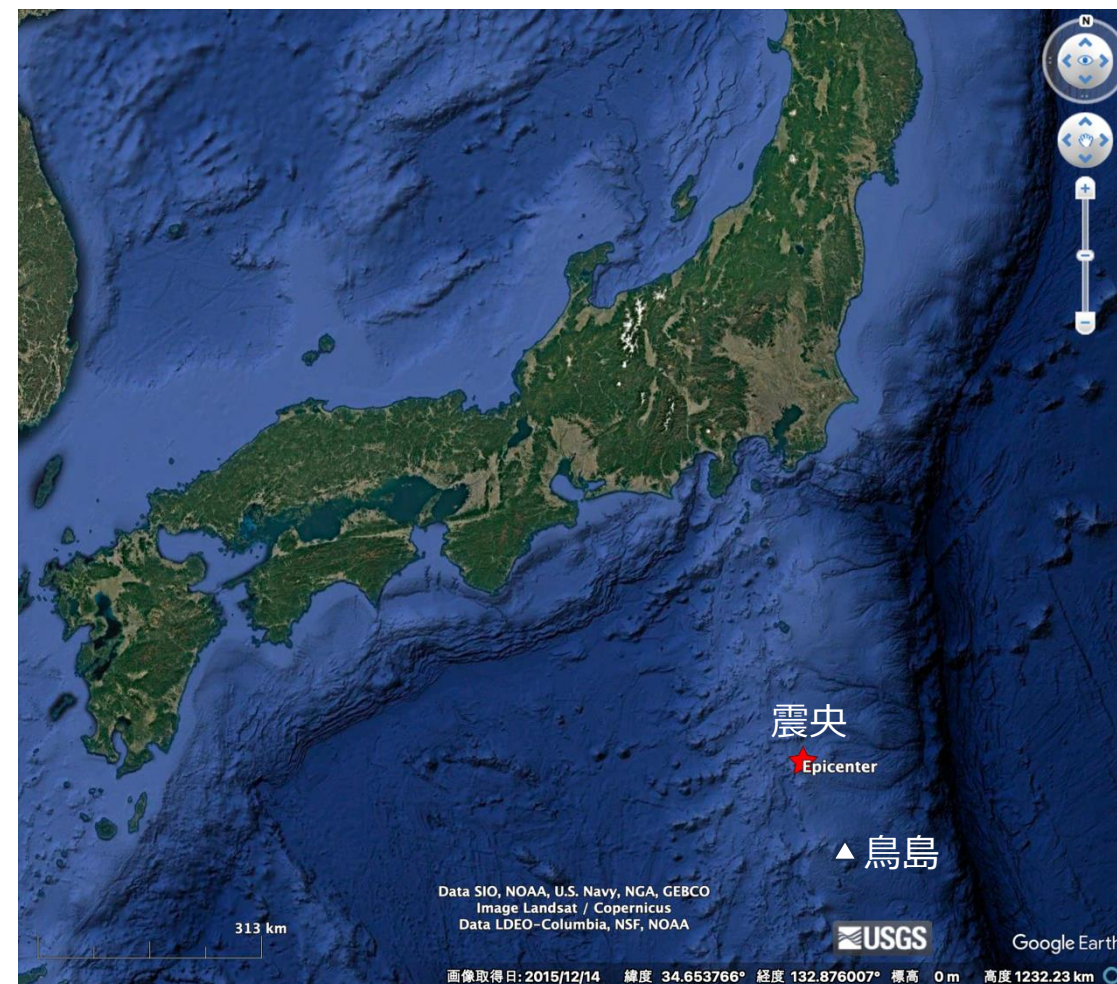 N
震央
Epicenter
鳥島
Data SIO, NOAA, U.S. Navy, NGA, GEBCO
Image Landsat / Copernicus
Data LDEO-Columbia, NSF, NOAA
313 km
USGS
Google Earth
画像取得日: 2015/12/14 緯度 34.653766° 経度 132.876007° 標高 0 m 高度 1232.23 km